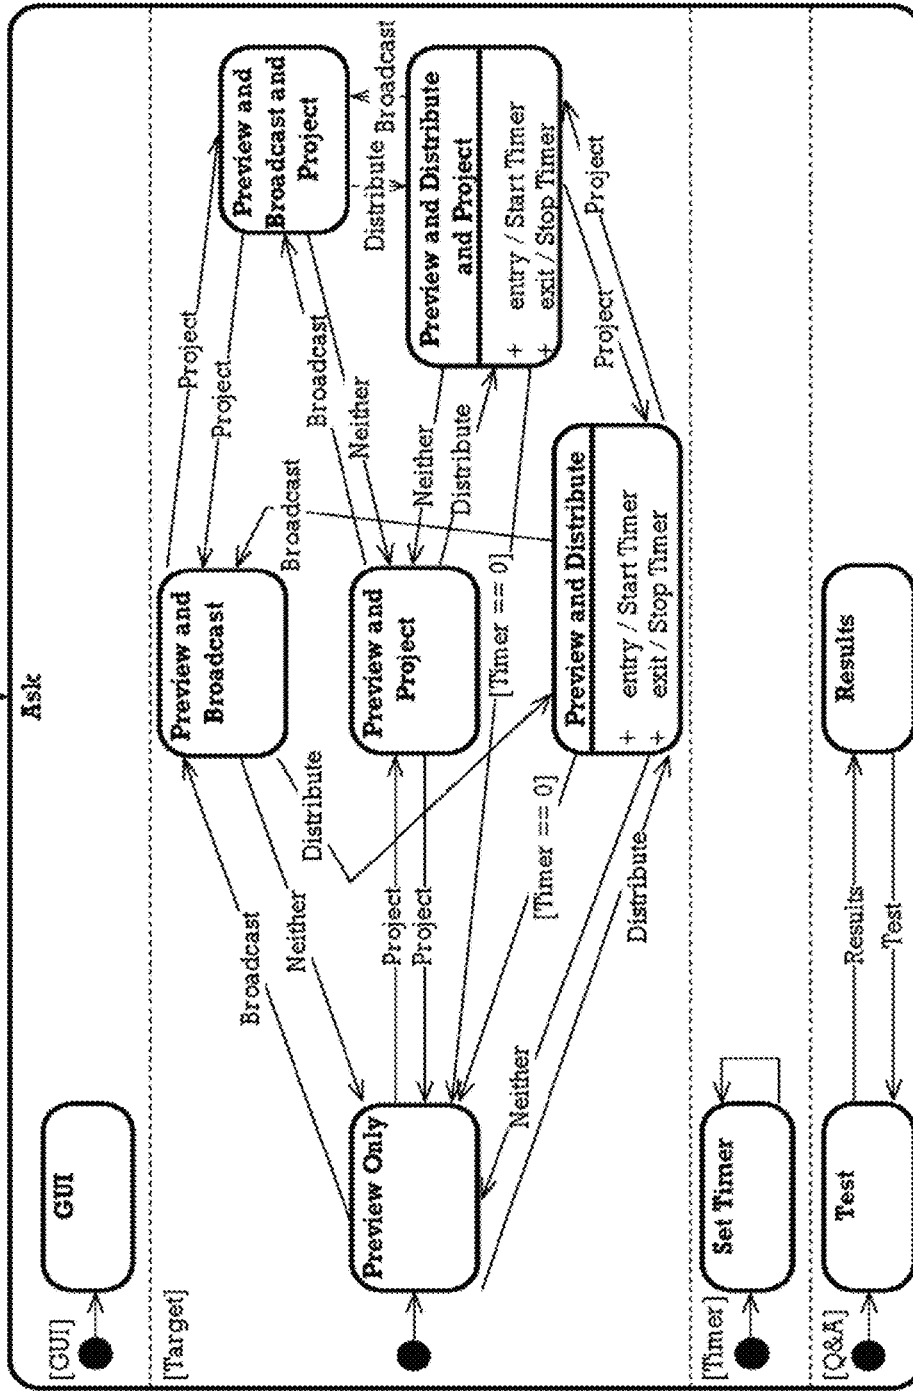 Ask
[GUI]
GUI
[Target]
Preview Only
Broadcast
Neither
Project
Project
[Timer == 0]
Neither
Distribute
Distribute
Preview and
Broadcast
Preview and
Project
[Timer == 0]
Preview and Distribute
+ entry / Start Timer
+ exit / Stop Timer
Broadcast
Project
Project
Broadcast
Neither
Neither
Distribute
Project
Project
Preview and
Broadcast and
Project
Distribute
Broadcast
Preview and Distribute
and Project
+ entry / Start Timer
+ exit / Stop Timer
[Timer]
Set Timer
[Q&A]
Test
Results
Test
Results